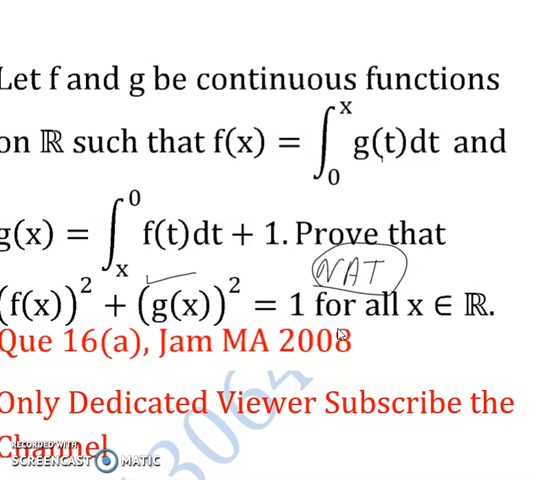 Let f and g be continuous functions
on ℝ such that f(x) = ∫₀ˣ g(t)dt and
g(x) = ∫ₓ⁰ f(t)dt + 1. Prove that
NAT
(f(x))² + (g(x))² = 1 for all x ∈ ℝ.
Que 16(a), Jam MA 2008
Only Dedicated Viewer Subscribe the
Channel
RECORDED WITH
SCREENCAST MATIC
3064